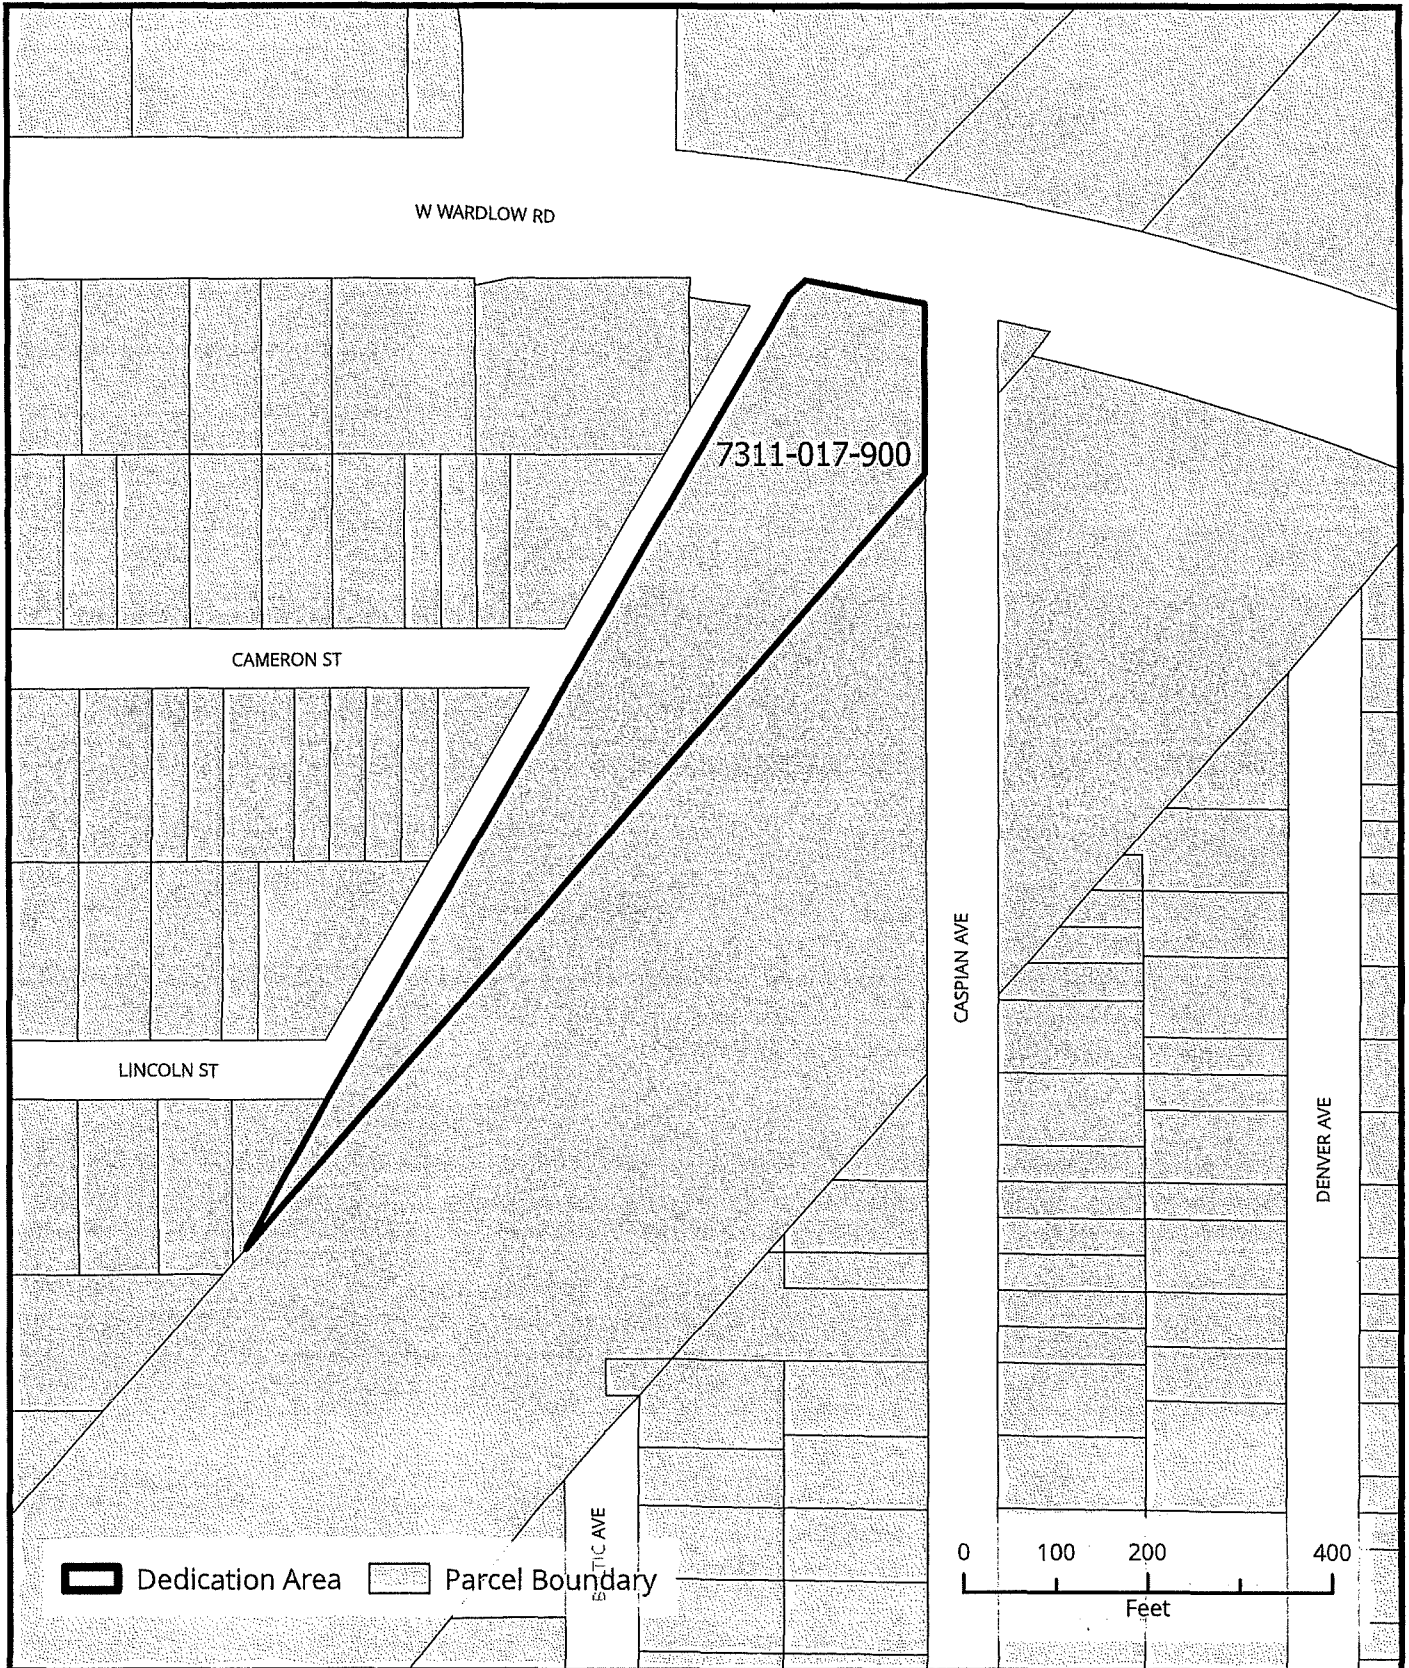 W WARDLOW RD
7311-017-900
CAMERON ST
CASPIAN AVE
LINCOLN ST
DENVER AVE
0 100 200 400
Feet
Dedication Area
Parcel Boundary
AVE